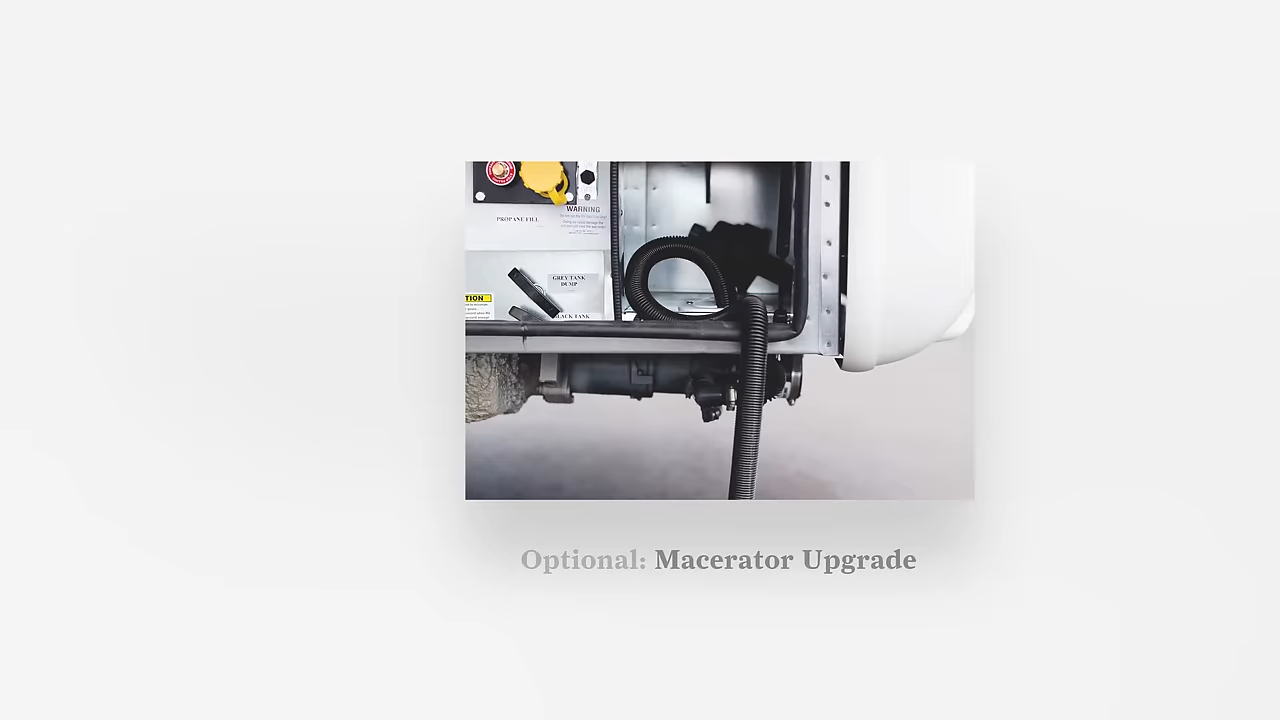 PROPANE FILL
WARNING
GREY TANK
DUMP
TION
BLACK TANK
Optional: Macerator Upgrade